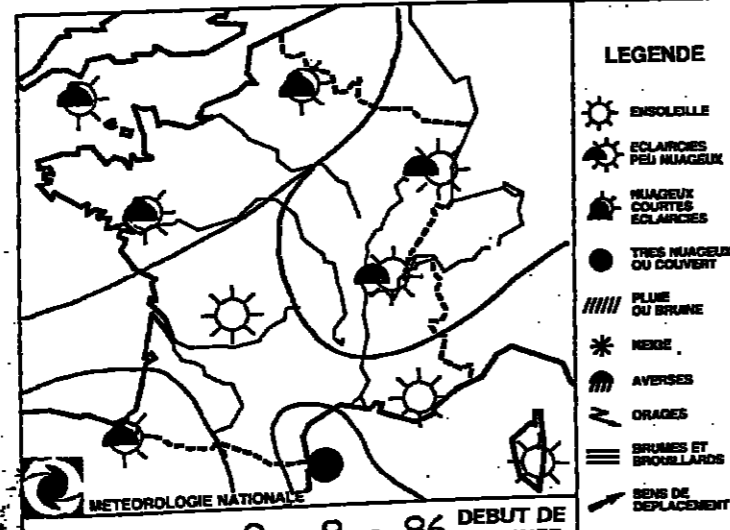 LEGENDE
ENSOLEILLE
ECLAIRCIES
PEU NUAGEUX
NUAGEUX
COURTES
ECLAIRCIES
TRES NUAGEUX
OU COUVERT
PLUIE
OU BRUINE
NEIGE
AVERSES
ORAGES
BRUMES ET
BROUILLARDS
SENS DE
DEPLACEMENT
METEOROLOGIE NATIONALE
86 DEBUT DE